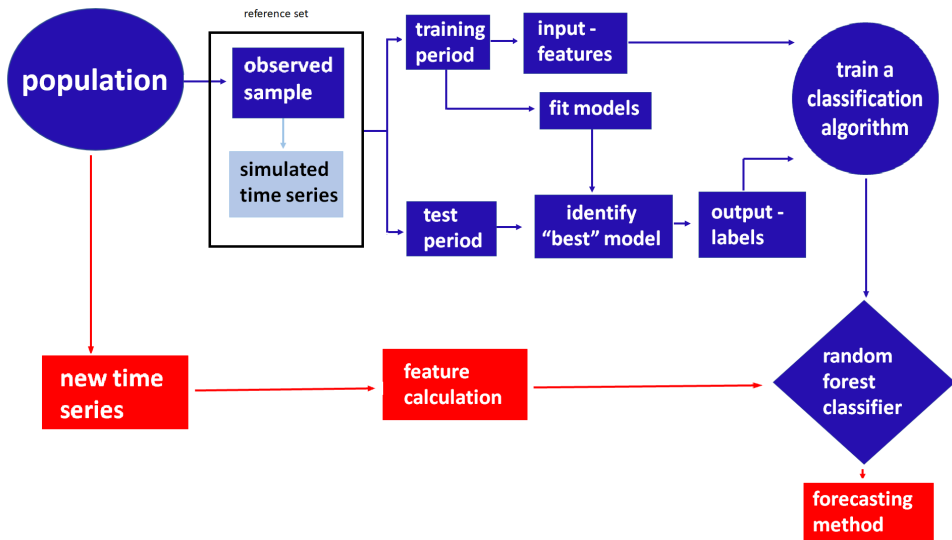 reference set
population
observed
sample
simulated
time series
training
period
input -
features
fit models
test
period
identify
“best” model
output -
labels
train a
classification
algorithm
new time
series
feature
calculation
random
forest
classifier
forecasting
method